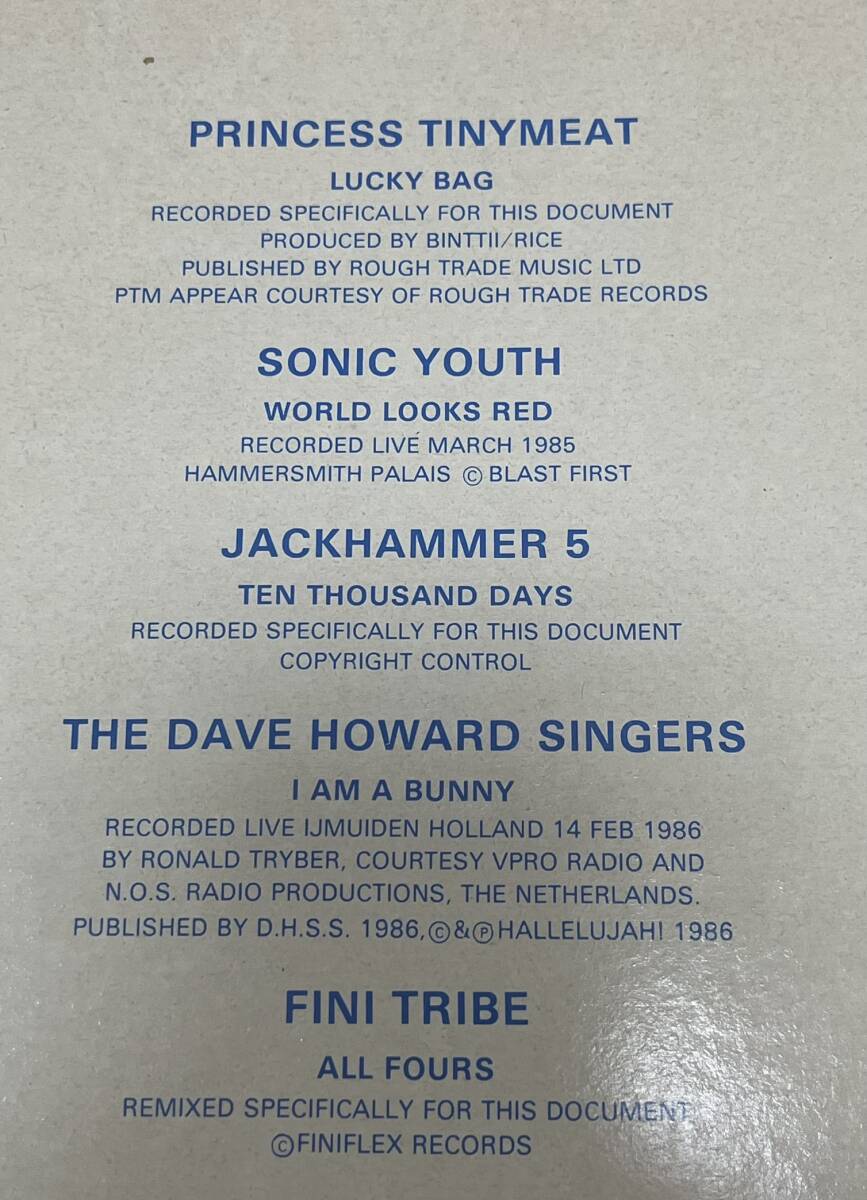 PRINCESS TINYMEAT
LUCKY BAG
RECORDED SPECIFICALLY FOR THIS DOCUMENT
PRODUCED BY BINTTII/RICE
PUBLISHED BY ROUGH TRADE MUSIC LTD
PTM APPEAR COURTESY OF ROUGH TRADE RECORDS
SONIC YOUTH
WORLD LOOKS RED
RECORDED LIVE MARCH 1985
HAMMERSMITH PALAIS © BLAST FIRST
JACKHAMMER 5
TEN THOUSAND DAYS
RECORDED SPECIFICALLY FOR THIS DOCUMENT
COPYRIGHT CONTROL
THE DAVE HOWARD SINGERS
I AM A BUNNY
RECORDED LIVE IJMUIDEN HOLLAND 14 FEB 1986
BY RONALD TRYBER, COURTESY VPRO RADIO AND
N.O.S. RADIO PRODUCTIONS, THE NETHERLANDS.
PUBLISHED BY D.H.S.S. 1986, ©&℗ HALLELUJAH! 1986
FINI TRIBE
ALL FOURS
REMIXED SPECIFICALLY FOR THIS DOCUMENT
©FINIFLEX RECORDS